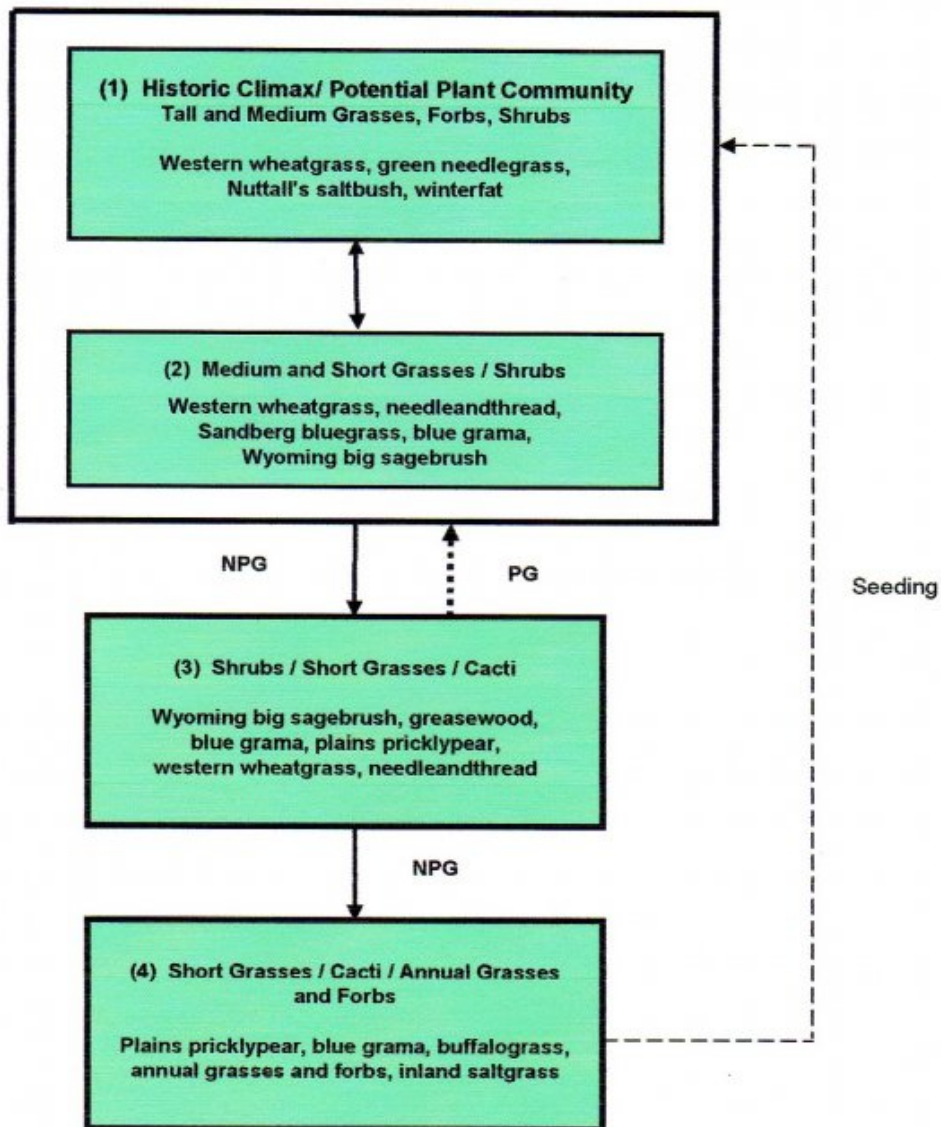 (1) Historic Climax/ Potential Plant Community
Tall and Medium Grasses, Forbs, Shrubs
Western wheatgrass, green needlegrass,
Nuttall's saltbush, winterfat
(2) Medium and Short Grasses / Shrubs
Western wheatgrass, needleandthread,
Sandberg bluegrass, blue grama,
Wyoming big sagebrush
NPG
PG
Seeding
(3) Shrubs / Short Grasses / Cacti
Wyoming big sagebrush, greasewood,
blue grama, plains pricklypear,
western wheatgrass, needleandthread
NPG
(4) Short Grasses / Cacti / Annual Grasses
and Forbs
Plains pricklypear, blue grama, buffalograss,
annual grasses and forbs, inland saltgrass